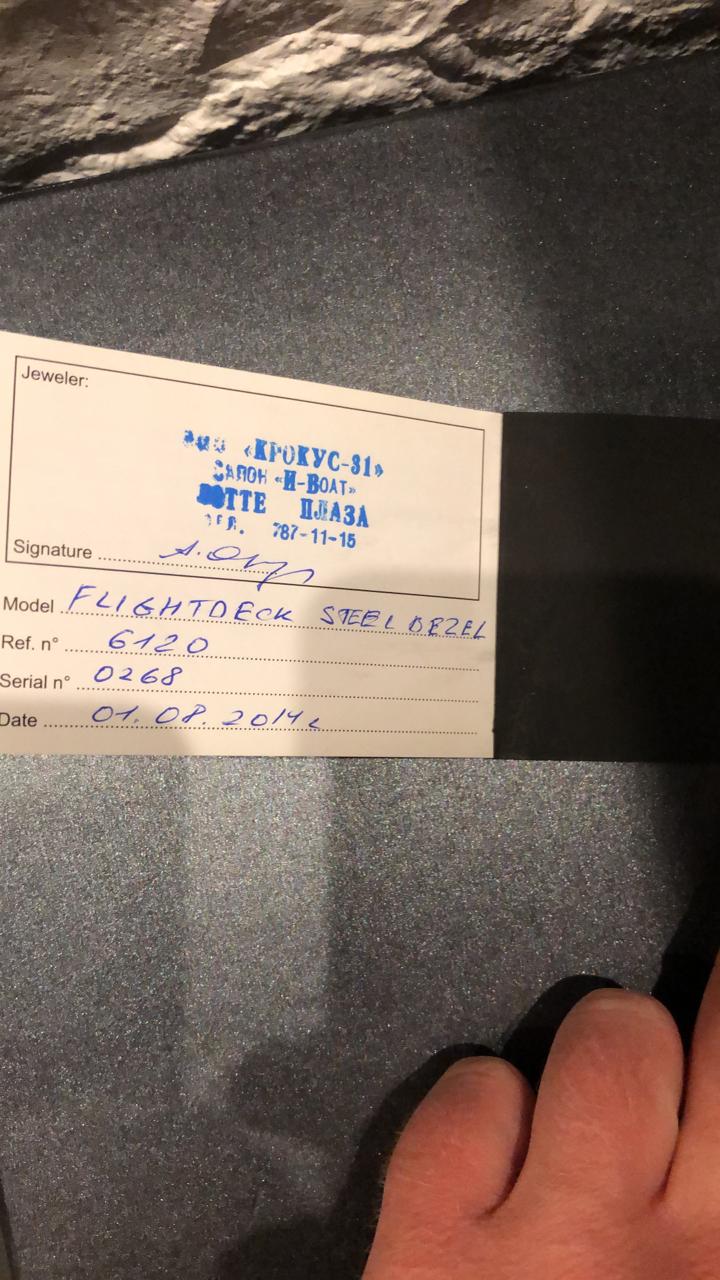 Jeweler:
«КРОКУС-31»
САЛОН «И-ВОАТ»
ЛОТТЕ ПЛАЗА
ТЕЛ. 787-11-15
Signature
Model FLIGHTDECK STEEL BEZEL
Ref. n° 6120
Serial n° 0268
Date 01.08.2014г